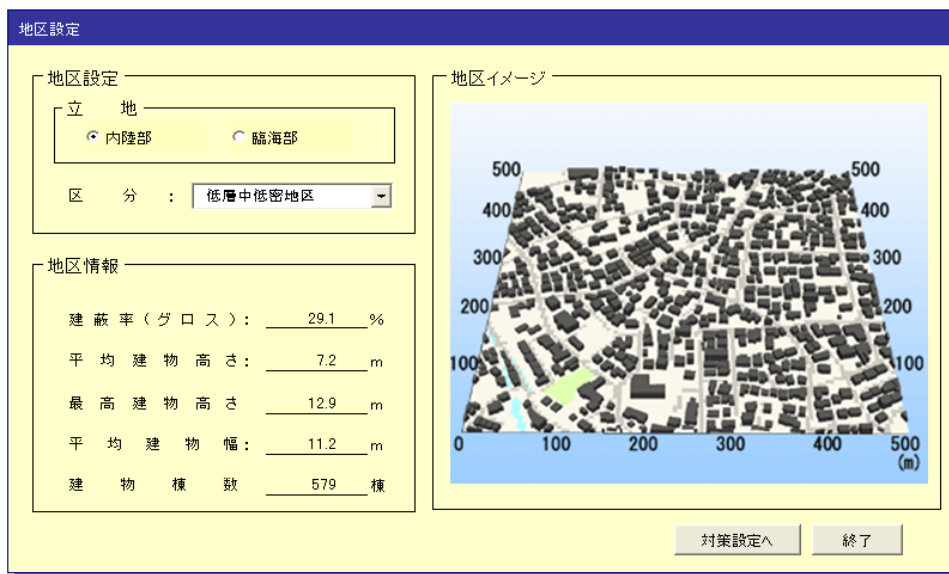 地区設定
地区設定
立 地
内陸部 臨海部
区 分 : 低層中低密地区
地区情報
建蔽率(グロス): 29.1 %
平均建物高さ: 7.2 m
最高建物高さ 12.9 m
平均建物幅: 11.2 m
建物棟数 579 棟
地区イメージ
500 500
400 400
300 300
200 200
100 100
0 100 200 300 400 500
(m)
対策設定へ 終了